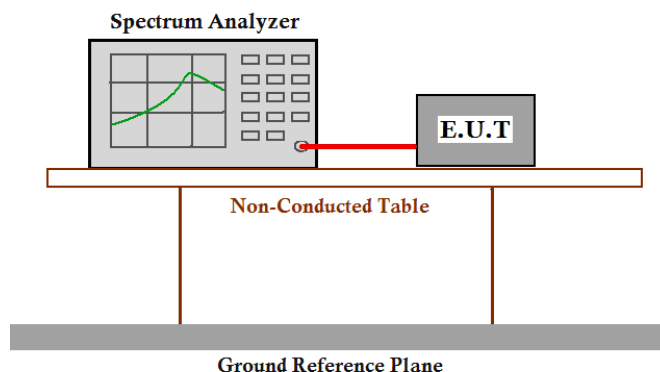 Spectrum Analyzer
E.U.T
Non-Conducted Table
Ground Reference Plane